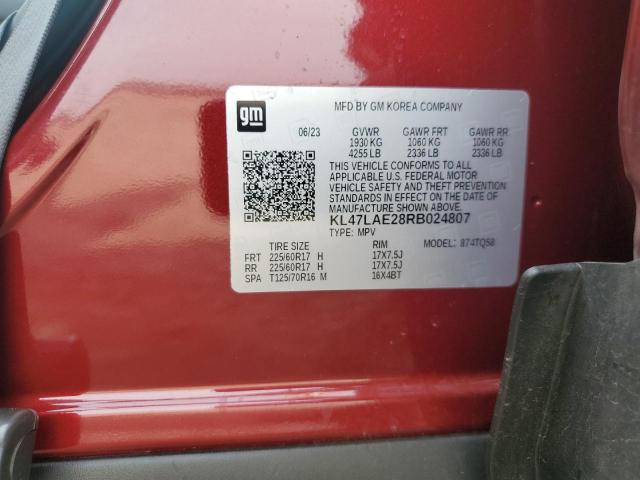 gm
MFD BY GM KOREA COMPANY
06/23 GVWR GAWR FRT GAWR RR
1930 KG 1060 KG 1060 KG
4255 LB 2336 LB 2336 LB
THIS VEHICLE CONFORMS TO ALL
APPLICABLE U.S. FEDERAL MOTOR
VEHICLE SAFETY AND THEFT PREVENTION
STANDARDS IN EFFECT ON THE DATE OF
MANUFACTURE SHOWN ABOVE.
KL47LAE28RB024807
TYPE: MPV MODEL: 874TQ58
TIRE SIZE RIM
FRT 225/60R17 H 17X7.5J
RR 225/60R17 H 17X7.5J
SPA T125/70R16 M 16X4BT